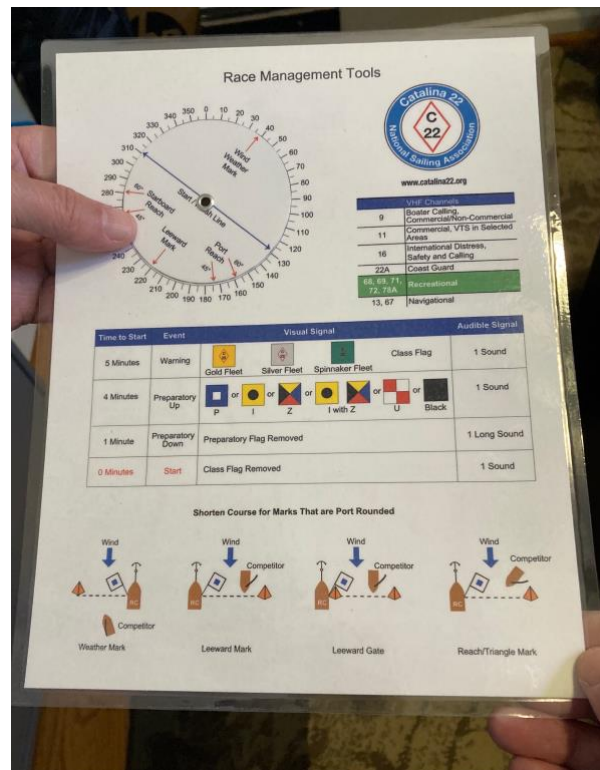 Race Management Tools
350
0
10
20
30
40
50
60
70
80
90
100
110
120
130
140
150
160
170
180
190
200
210
220
230
240
280
290
300
310
320
330
340
Wind
Weather
Mark
Start / Finish Line
60°
Starboard
Reach
45°
Leeward
Mark
Port
Reach
45°
60°
Catalina 22
C
22
National Sailing Association
www.catalina22.org
VHF Channels
9 Boater Calling,
Commercial/Non-Commercial
11 Commercial, VTS in Selected
Areas
16 International Distress,
Safety and Calling
22A Coast Guard
68, 69, 71,
72, 78A Recreational
13, 67 Navigational
Time to Start Event Visual Signal Audible Signal
5 Minutes Warning Class Flag 1 Sound
Gold Fleet Silver Fleet Spinnaker Fleet
4 Minutes Preparatory
Up or or or or or 1 Sound
P I Z I with Z U Black
1 Minute Preparatory
Down Preparatory Flag Removed 1 Long Sound
0 Minutes Start Class Flag Removed 1 Sound
Shorten Course for Marks That are Port Rounded
Wind Wind Wind Wind
Competitor Competitor Competitor
RC RC RC RC
Competitor
Weather Mark Leeward Mark Leeward Gate Reach/Triangle Mark